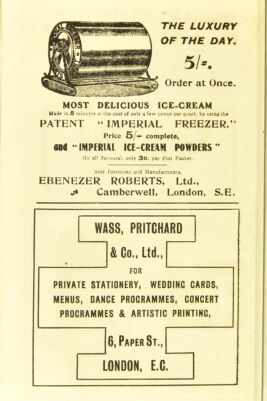 THE LUXURY
OF THE DAY.
5/=.
Order at Once.
MOST DELICIOUS ICE-CREAM
Made in 5 minutes at the cost of only a few pence per quart, by using the
PATENT "IMPERIAL FREEZER,"
Price 5/- complete,
and "IMPERIAL ICE-CREAM POWDERS"
(In all flavours), only 3D. per Pint Packet.
Sole Patentees and Manufacturers,
EBENEZER ROBERTS, Ltd.,
Camberwell, London, S.E.
WASS, PRITCHARD
& Co., Ltd.,
FOR
PRIVATE STATIONERY, WEDDING CARDS,
MENUS, DANCE PROGRAMMES, CONCERT
PROGRAMMES & ARTISTIC PRINTING,
6, PAPER ST.,
LONDON, E.C.